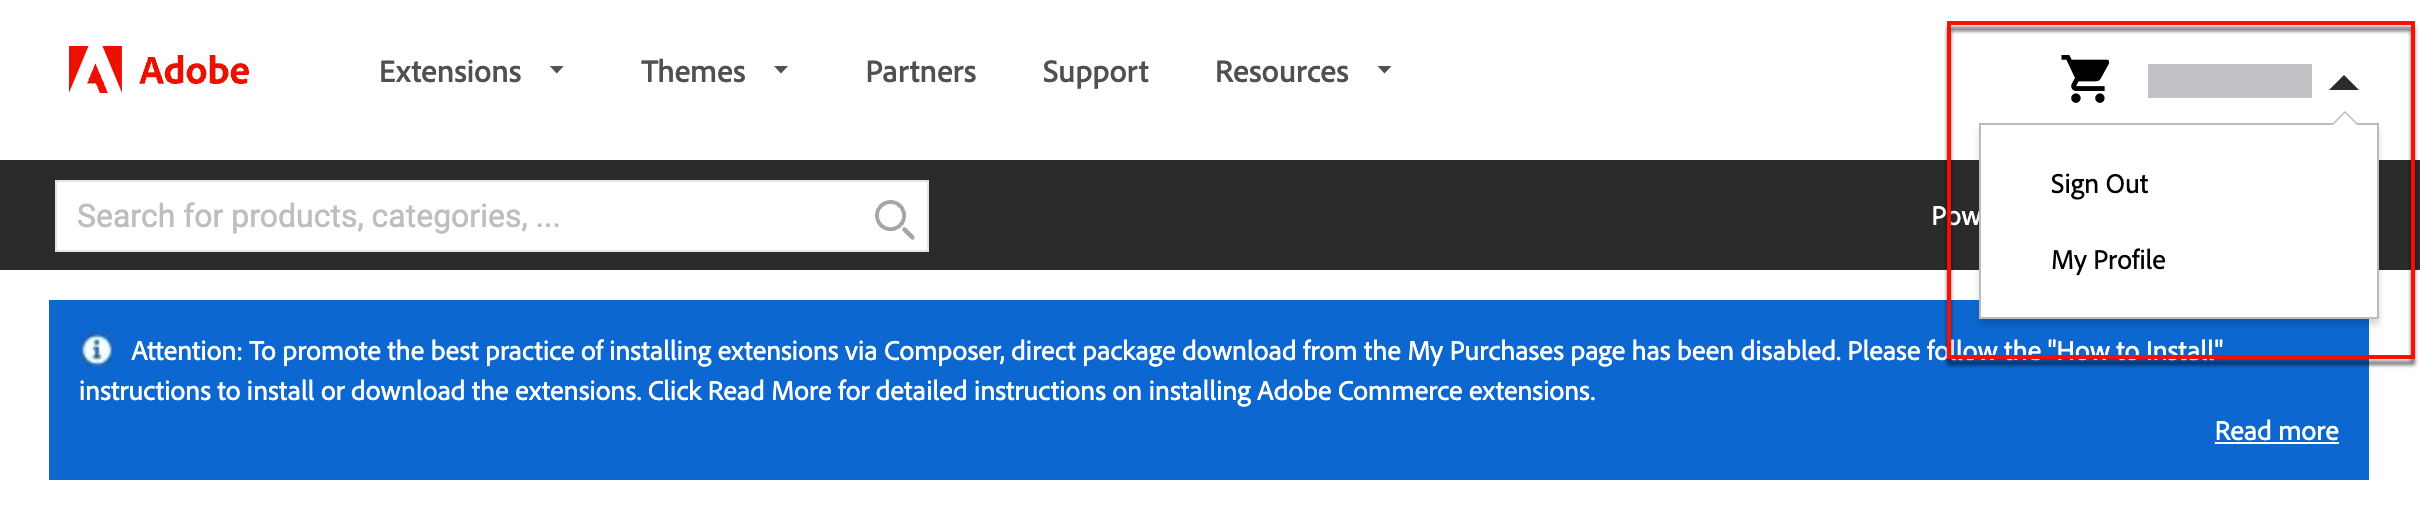 Adobe Extensions Themes Partners Support Resources
Sign Out
Search for products, categories, ...
My Profile
Attention: To promote the best practice of installing extensions via Composer, direct package download from the My Purchases page has been disabled. Please follow the "How to Install"
instructions to install or download the extensions. Click Read More for detailed instructions on installing Adobe Commerce extensions.
Read more